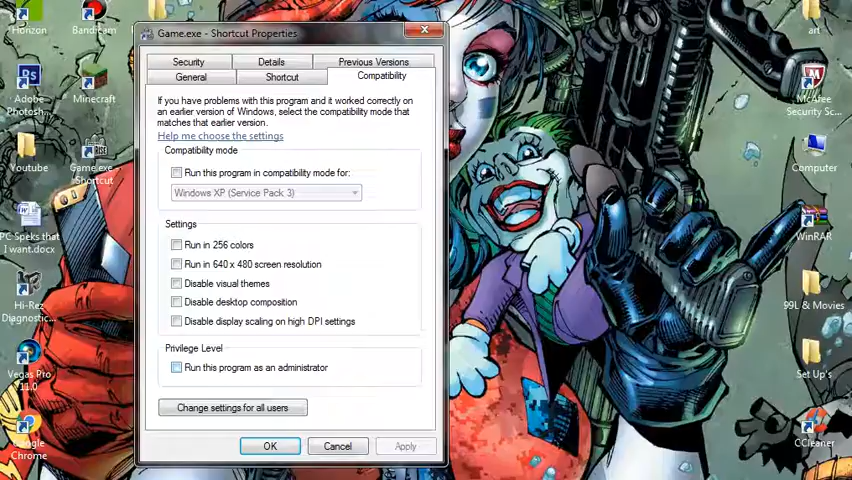 Horizon
Bandicam
art
Game.exe - Shortcut Properties
Security
Details
Previous Versions
General
Shortcut
Compatibility
Adobe
Photosh...
Minecraft
McAfee
Security Sc...
If you have problems with this program and it worked correctly on
an earlier version of Windows, select the compatibility mode that
matches that earlier version.
Help me choose the settings
Compatibility mode
Run this program in compatibility mode for:
Windows XP (Service Pack 3)
Youtube
Game.exe -
Shortcut
Computer
Settings
Run in 256 colors
Run in 640 x 480 screen resolution
Disable visual themes
Disable desktop composition
Disable display scaling on high DPI settings
PC Speks that
I want.docx
WinRAR
Hi-Rez
Diagnostic...
99L & Movies
Privilege Level
Run this program as an administrator
Change settings for all users
Vegas Pro
11.0
Set Up's
OK
Cancel
Apply
Google
Chrome
CCleaner